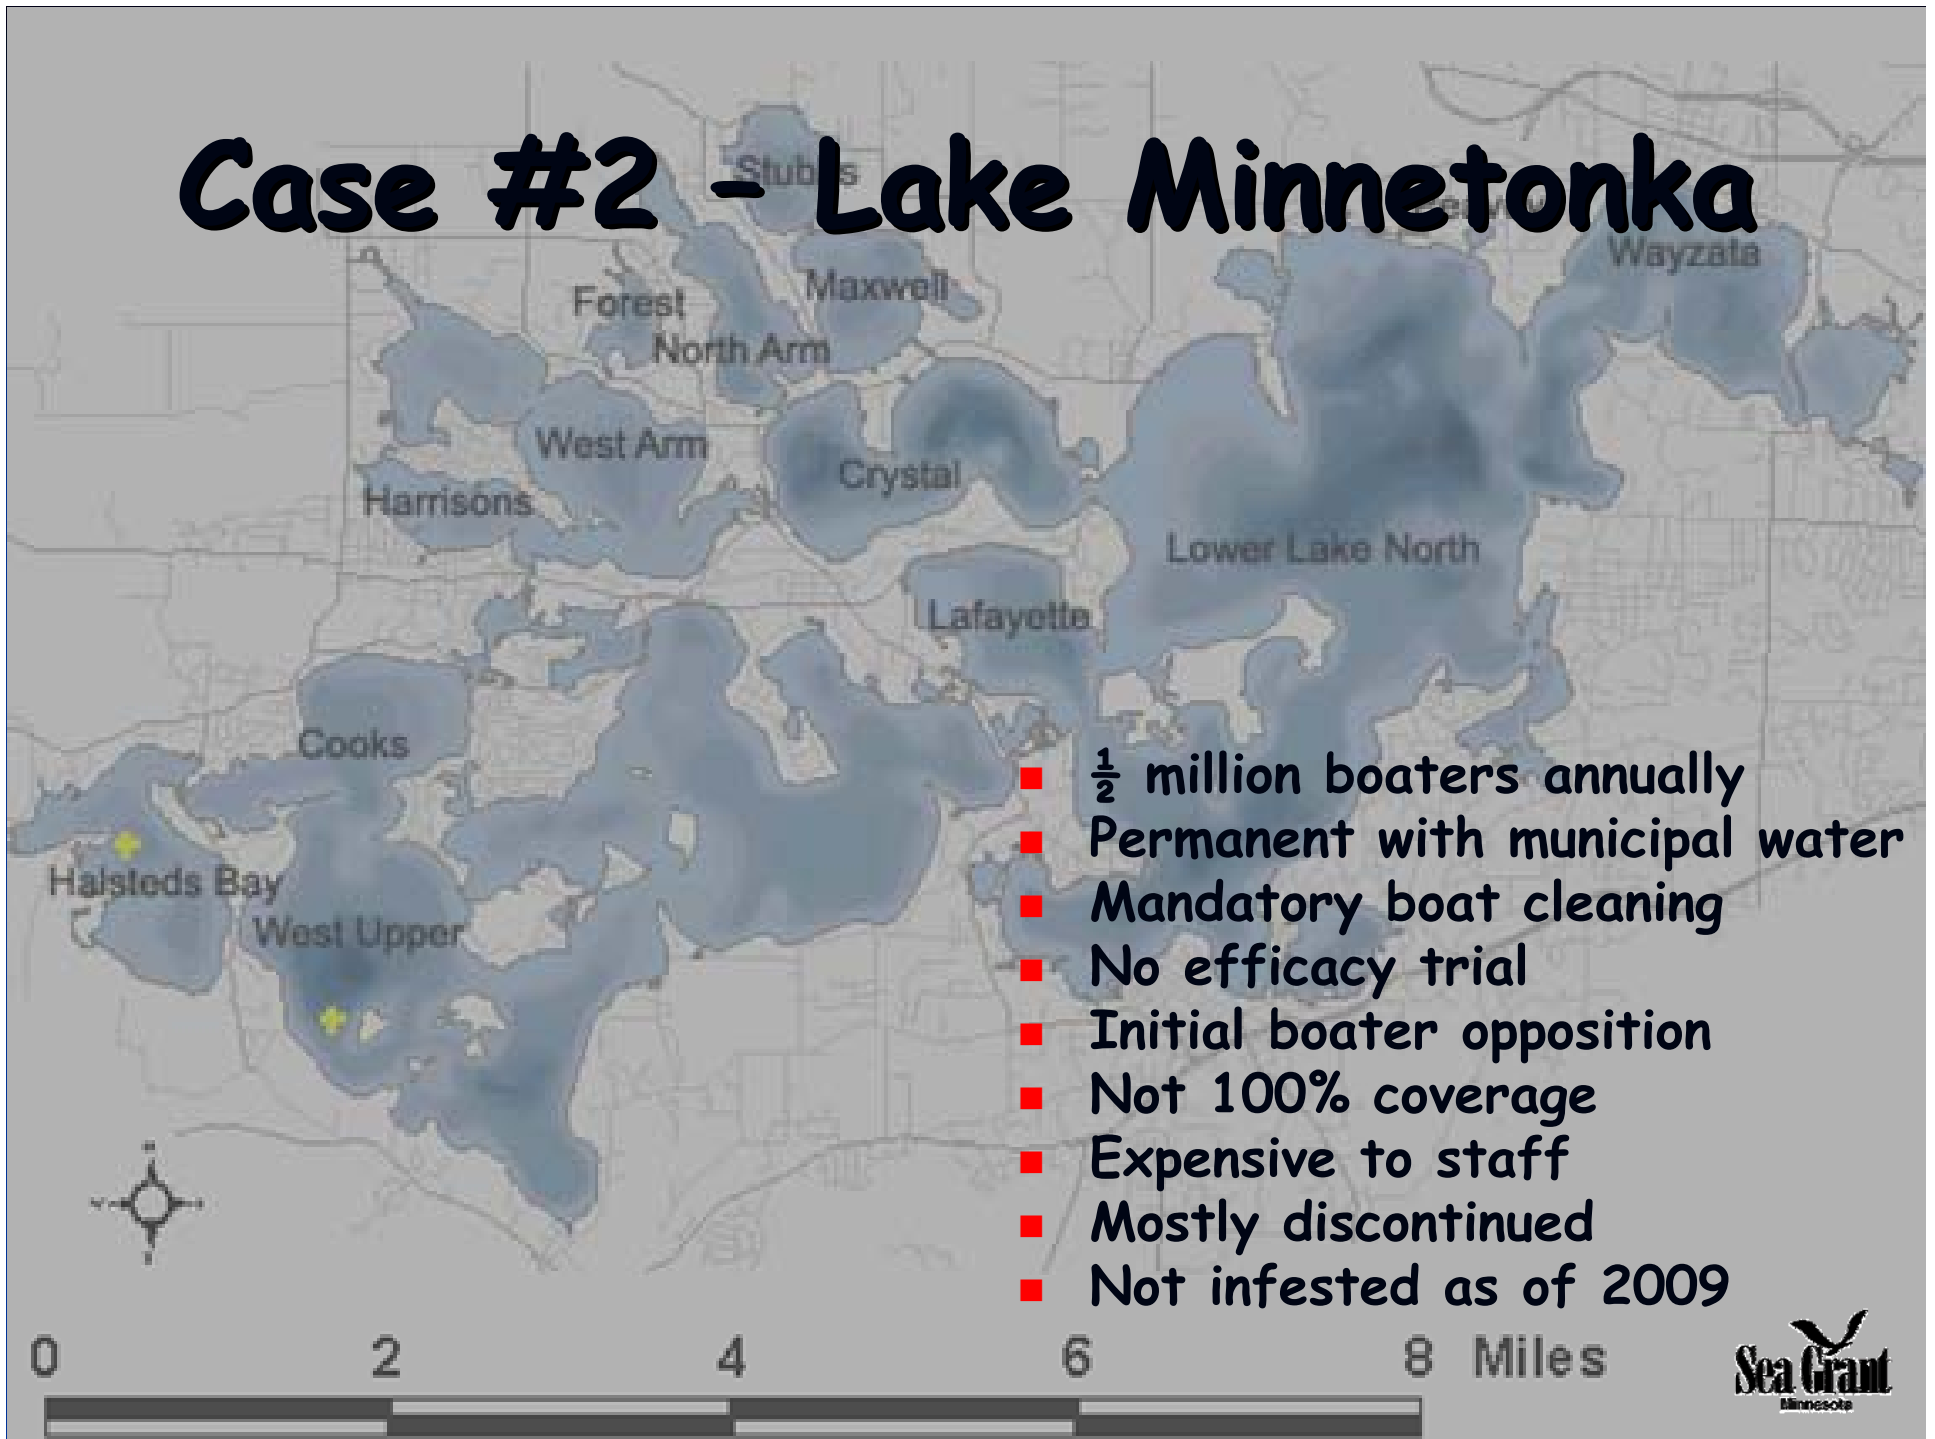 Case #2 – Lake Minnetonka
Stubbs
Wayzata
Maxwell
Forest
North Arm
West Arm
Crystal
Harrisons
Lower Lake North
Lafayette
Cooks
Halsteds Bay
West Upper
½ million boaters annually
Permanent with municipal water
Mandatory boat cleaning
No efficacy trial
Initial boater opposition
Not 100% coverage
Expensive to staff
Mostly discontinued
Not infested as of 2009
0 2 4 6 8 Miles
Sea Grant
Minnesota